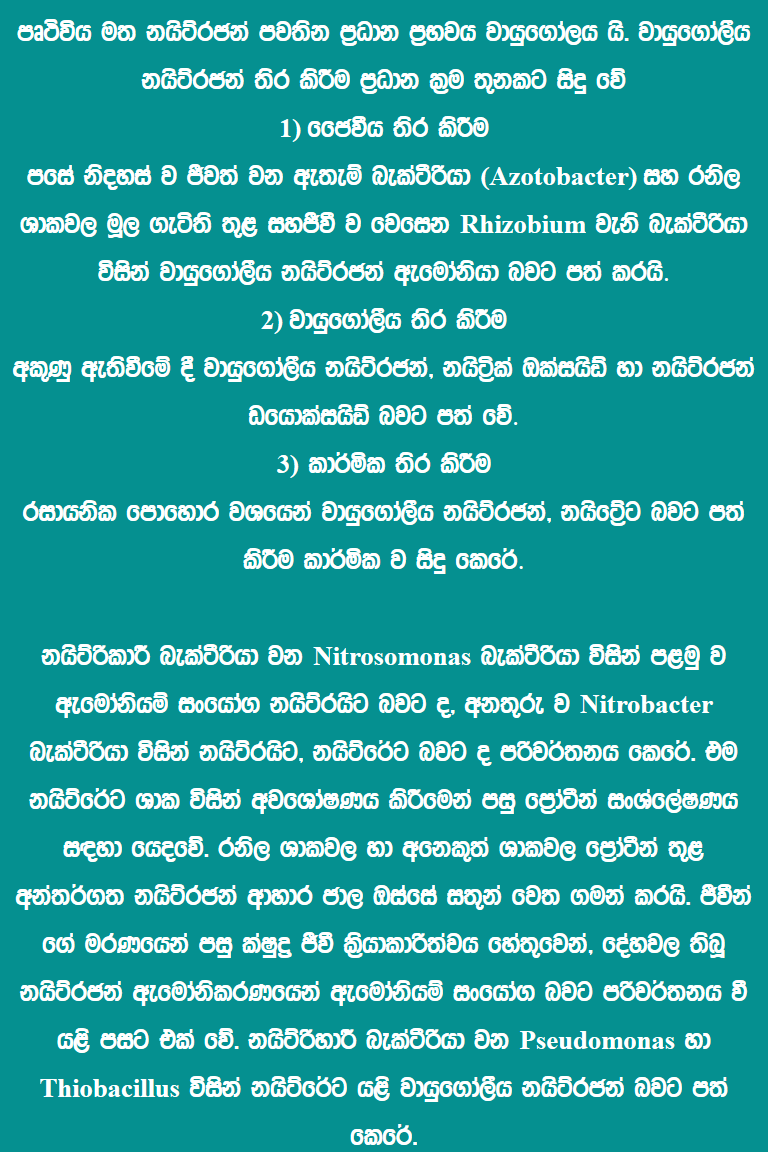 පෘථිවිය මත නයිට්රජන් පවතින ප්‍රධාන ප්‍රභවය වායුගෝලය යි. වායුගෝලීය
නයිට්රජන් තිර කිරීම ප්‍රධාන ක්‍රම තුනකට සිදු වේ
1) ජෛවීය තිර කිරීම
පසේ නිදහස් ව ජීවත් වන ඇතැම් බැක්ටීරියා (Azotobacter) සහ රනිල
ශාකවල මූල ගැටිති තුළ සහජීවී ව වෙසෙන Rhizobium වැනි බැක්ටීරියා
විසින් වායුගෝලීය නයිට්රජන් ඇමෝනියා බවට පත් කරයි.
2) වායුගෝලීය තිර කිරීම
අකුණු ඇතිවීමේ දී වායුගෝලීය නයිට්රජන්, නයිට්‍රික් ඔක්සයිඩ් හා නයිට්රජන්
ඩයොක්සයිඩ් බවට පත් වේ.
3) කාර්මික තිර කිරීම
රසායනික පොහොර වශයෙන් වායුගෝලීය නයිට්රජන්, නයිට්‍රේට බවට පත්
කිරීම කාර්මික ව සිදු කෙරේ.
නයිට්රිකාරී බැක්ටීරියා වන Nitrosomonas බැක්ටීරියා විසින් පළමු ව
ඇමෝනියම් සංයෝග නයිට්රයිට බවට ද, අනතුරු ව Nitrobacter
බැක්ටීරියා විසින් නයිට්රයිට, නයිට්රේට බවට ද පරිවර්තනය කෙරේ. එම
නයිට්රේට ශාක විසින් අවශෝෂණය කිරීමෙන් පසු ප්‍රෝටීන් සංශ්ලේෂණය
සඳහා යෙදවේ. රනිල ශාකවල හා අනෙකුත් ශාකවල ප්‍රෝටීන් තුළ
අන්තර්ගත නයිට්රජන් ආහාර ජාල ඔස්සේ සතුන් වෙත ගමන් කරයි. ජීවීන්
ගේ මරණයෙන් පසු ක්ෂුද්‍ර ජීවී ක්‍රියාකාරිත්වය හේතුවෙන්, දේහවල තිබූ
නයිට්රජන් ඇමෝනිකරණයෙන් ඇමෝනියම් සංයෝග බවට පරිවර්තනය වී
යළි පසට එක් වේ. නයිට්රිහාරී බැක්ටීරියා වන Pseudomonas හා
Thiobacillus විසින් නයිට්රේට යළි වායුගෝලීය නයිට්රජන් බවට පත්
කෙරේ.